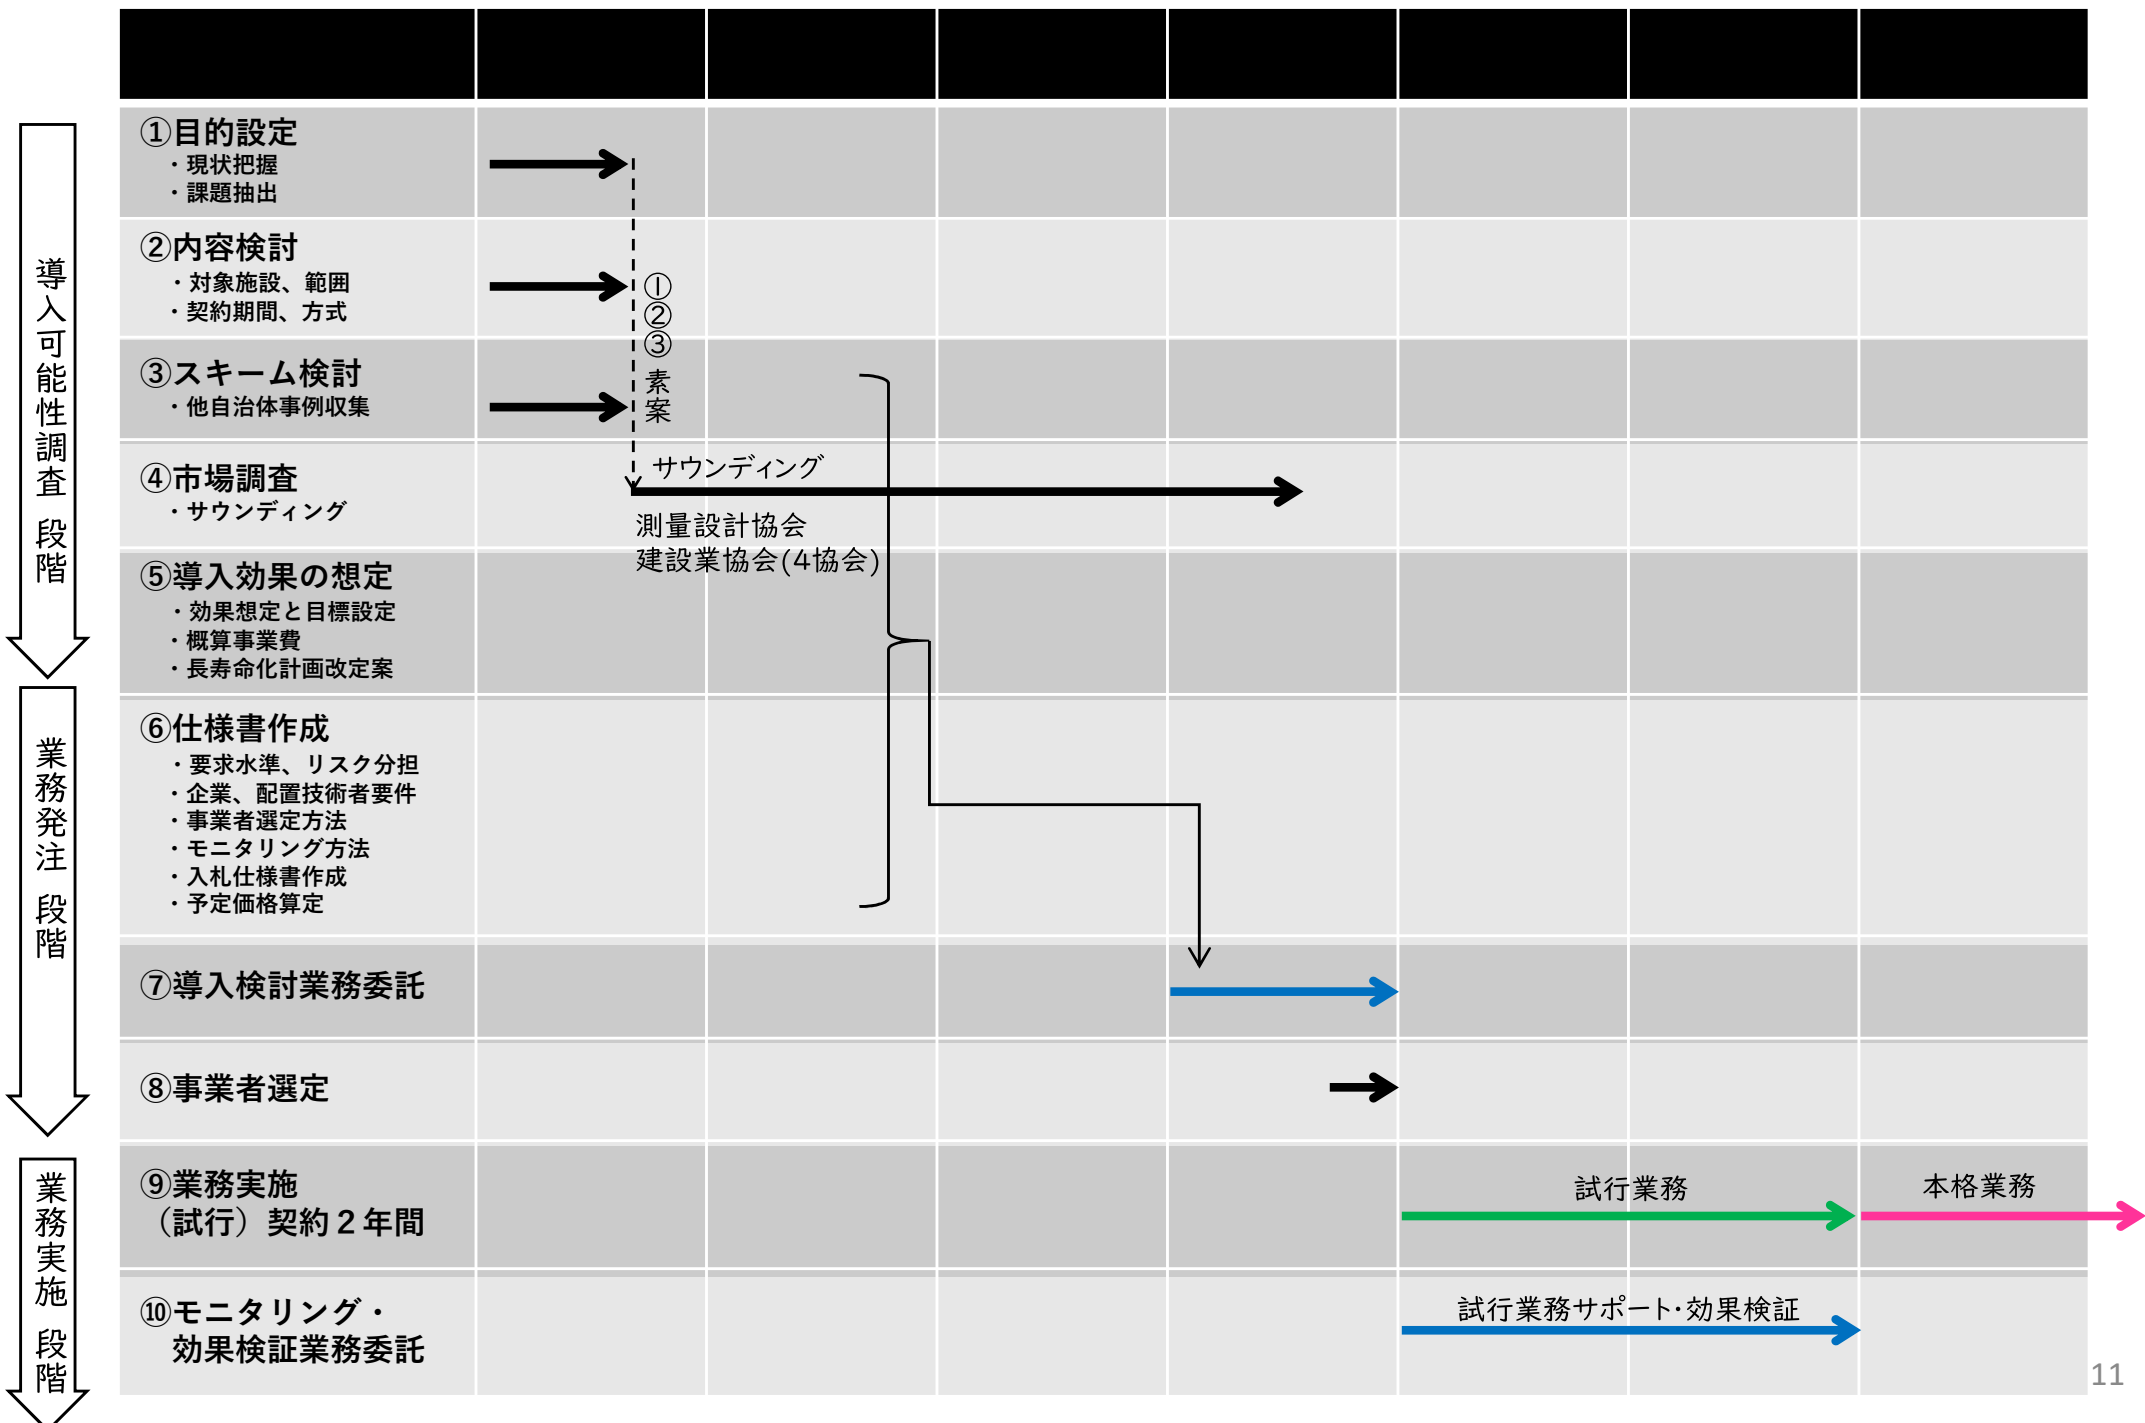 導入可能性調査 段階
①目的設定
・現状把握
・課題抽出
②内容検討
・対象施設、範囲
・契約期間、方式
①②③ 素案
③スキーム検討
・他自治体事例収集
④市場調査
・サウンディング
サウンディング
測量設計協会
建設業協会(4協会)
⑤導入効果の想定
・効果想定と目標設定
・概算事業費
・長寿命化計画改定案
業務発注 段階
⑥仕様書作成
・要求水準、リスク分担
・企業、配置技術者要件
・事業者選定方法
・モニタリング方法
・入札仕様書作成
・予定価格算定
⑦導入検討業務委託
⑧事業者選定
業務実施 段階
⑨業務実施
（試行）契約２年間
試行業務
本格業務
⑩モニタリング・
効果検証業務委託
試行業務サポート・効果検証
11